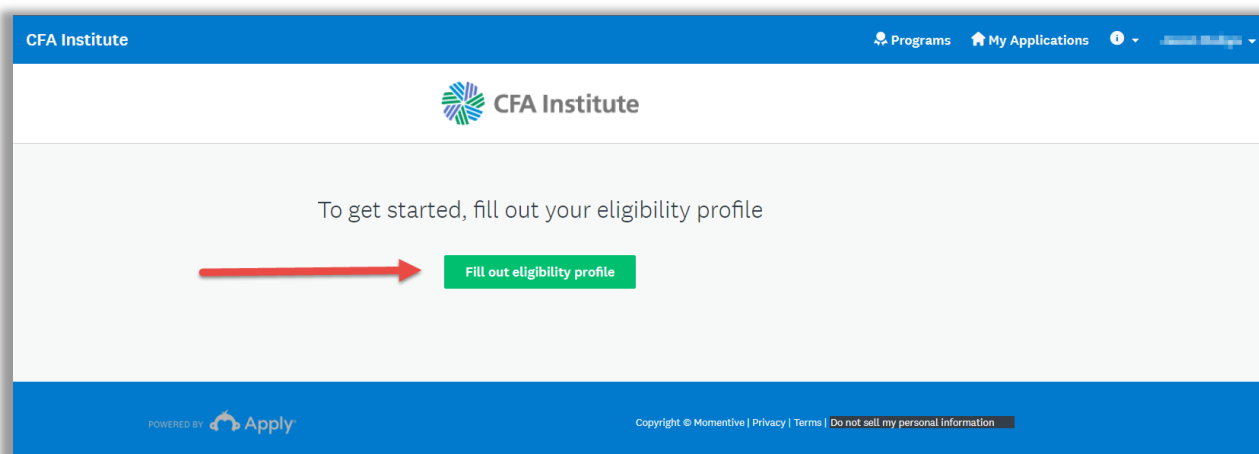 CFA Institute
Programs My Applications
CFA Institute
To get started, fill out your eligibility profile
Fill out eligibility profile
POWERED BY Apply
Copyright © Momentive | Privacy | Terms | Do not sell my personal information